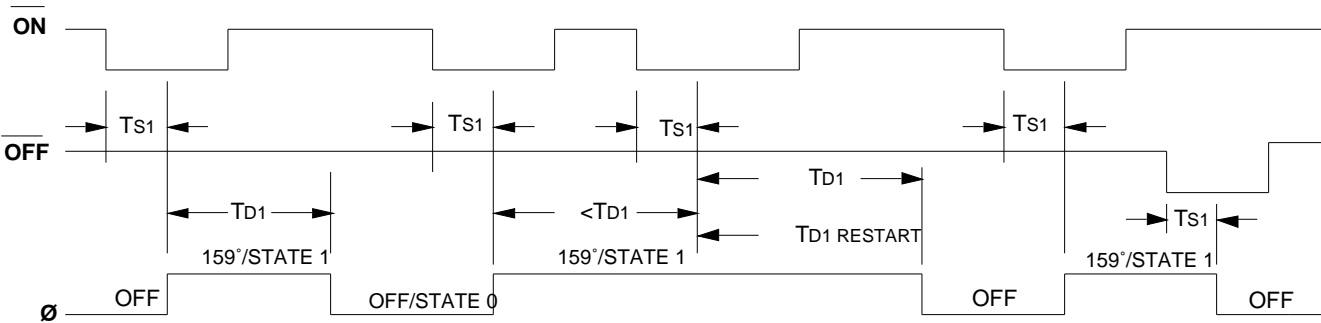 ON
TS1 TS1 TS1 TS1
OFF
TD1
TD1 <TD1 TS1
TD1 RESTART
159°/STATE 1 159°/STATE 1 159°/STATE 1
OFF OFF/STATE 0 OFF OFF
Ø